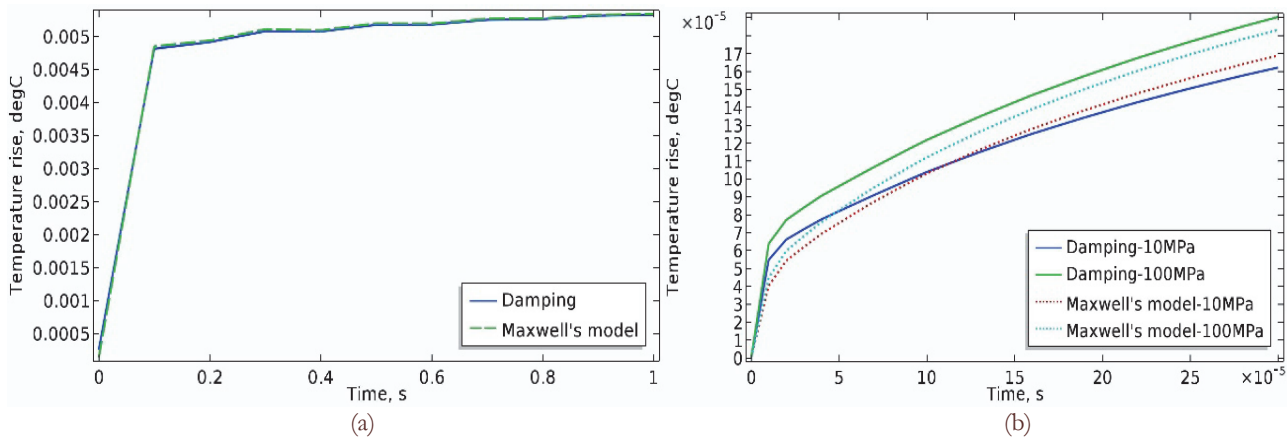 0.005
0.0045
0.004
0.0035
0.003
0.0025
0.002
0.0015
0.001
0.0005
Temperature rise, degC
0 0.2 0.4 0.6 0.8 1
Time, s
Damping
Maxwell's model
(a)
×10⁻⁵
17
16
15
14
13
12
11
10
9
8
7
6
5
4
3
2
1
0
Temperature rise, degC
0 5 10 15 20 25 ×10⁻⁵
Time, s
Damping-10MPa
Damping-100MPa
Maxwell's model-10MPa
Maxwell's model-100MPa
(b)